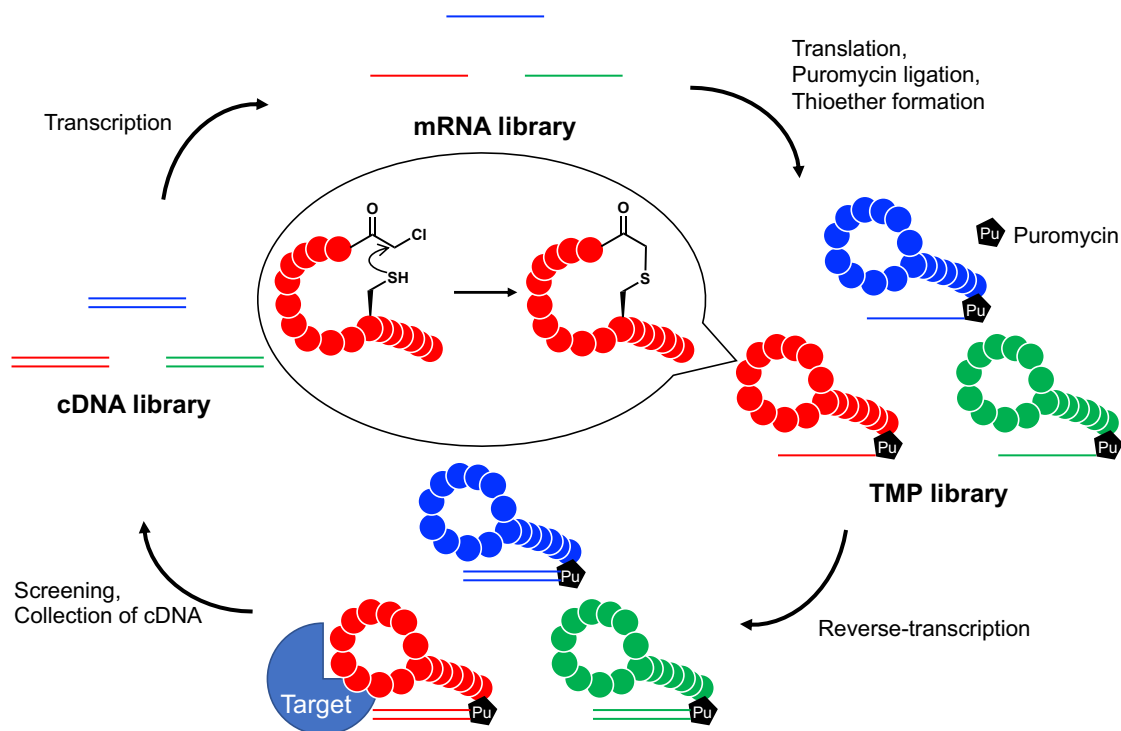 Translation,
Puromycin ligation,
Thioether formation
Transcription
mRNA library
O
Cl
SH
O
S
Pu
Puromycin
Pu
cDNA library
Pu
Pu
TMP library
Pu
Screening,
Collection of cDNA
Reverse-transcription
Target
Pu
Pu